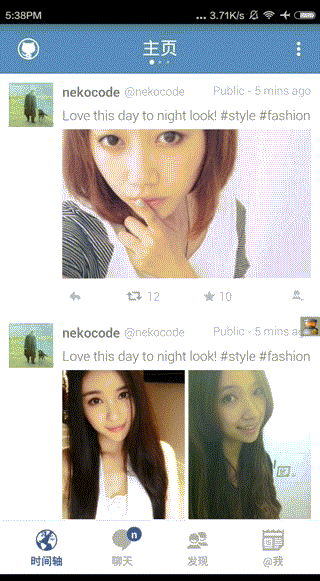 5:38PM ... 3.71K/s
主页
nekocode @nekocode Public - 5 mins ago
Love this day to night look! #style #fashion
12 10
nekocode @nekocode Public - 5 mins ago
Love this day to night look! #style #fashion
n
时间轴 聊天 发现 @我